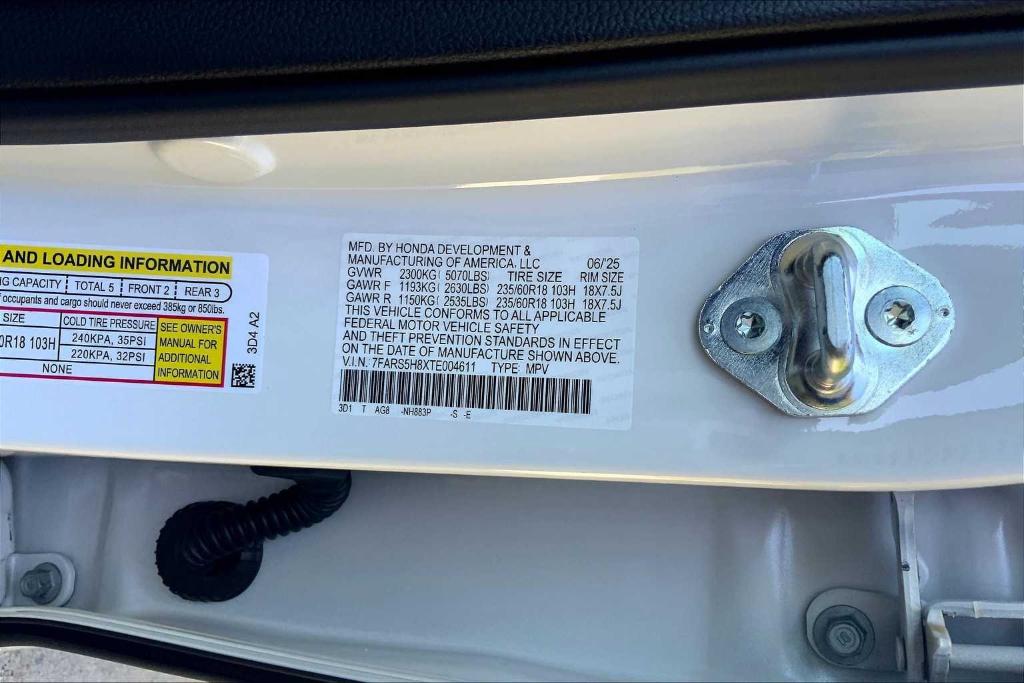 AND LOADING INFORMATION
NG CAPACITY TOTAL 5 FRONT 2 REAR 3
f occupants and cargo should never exceed 385kg or 850lbs.
SIZE COLD TIRE PRESSURE SEE OWNER'S
MANUAL FOR
ADDITIONAL
INFORMATION
0R18 103H 240KPA, 35PSI
220KPA, 32PSI
NONE
3D4 A2
MFD. BY HONDA DEVELOPMENT &
MANUFACTURING OF AMERICA, LLC 06/'25
GVWR 2300KG( 5070LBS) TIRE SIZE RIM SIZE
GAWR F 1193KG( 2630LBS) 235/60R18 103H 18X7.5J
GAWR R 1150KG( 2535LBS) 235/60R18 103H 18X7.5J
THIS VEHICLE CONFORMS TO ALL APPLICABLE
FEDERAL MOTOR VEHICLE SAFETY
AND THEFT PREVENTION STANDARDS IN EFFECT
ON THE DATE OF MANUFACTURE SHOWN ABOVE.
V.I.N. 7FARS5H8XTE004611 TYPE: MPV
3D1 T AG8 -NH883P -S -E